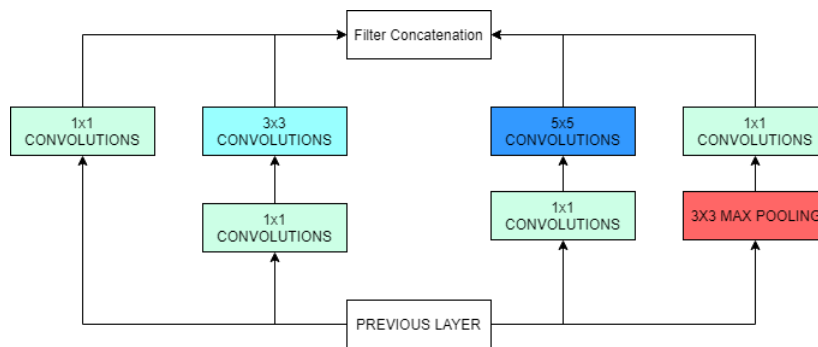 Filter Concatenation
1x1
CONVOLUTIONS
3x3
CONVOLUTIONS
5x5
CONVOLUTIONS
1x1
CONVOLUTIONS
1x1
CONVOLUTIONS
1x1
CONVOLUTIONS
3X3 MAX POOLING
PREVIOUS LAYER